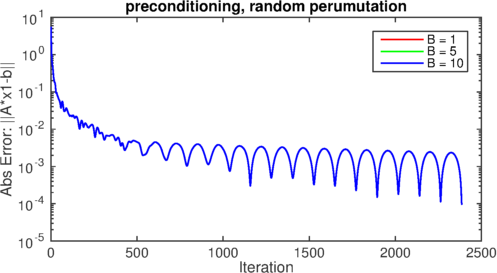 preconditioning, random perumutation
10^1
10^0
10^-1
10^-2
10^-3
10^-4
10^-5
Abs Error: ||A*x1-b||
B = 1
B = 5
B = 10
0 500 1000 1500 2000 2500
Iteration